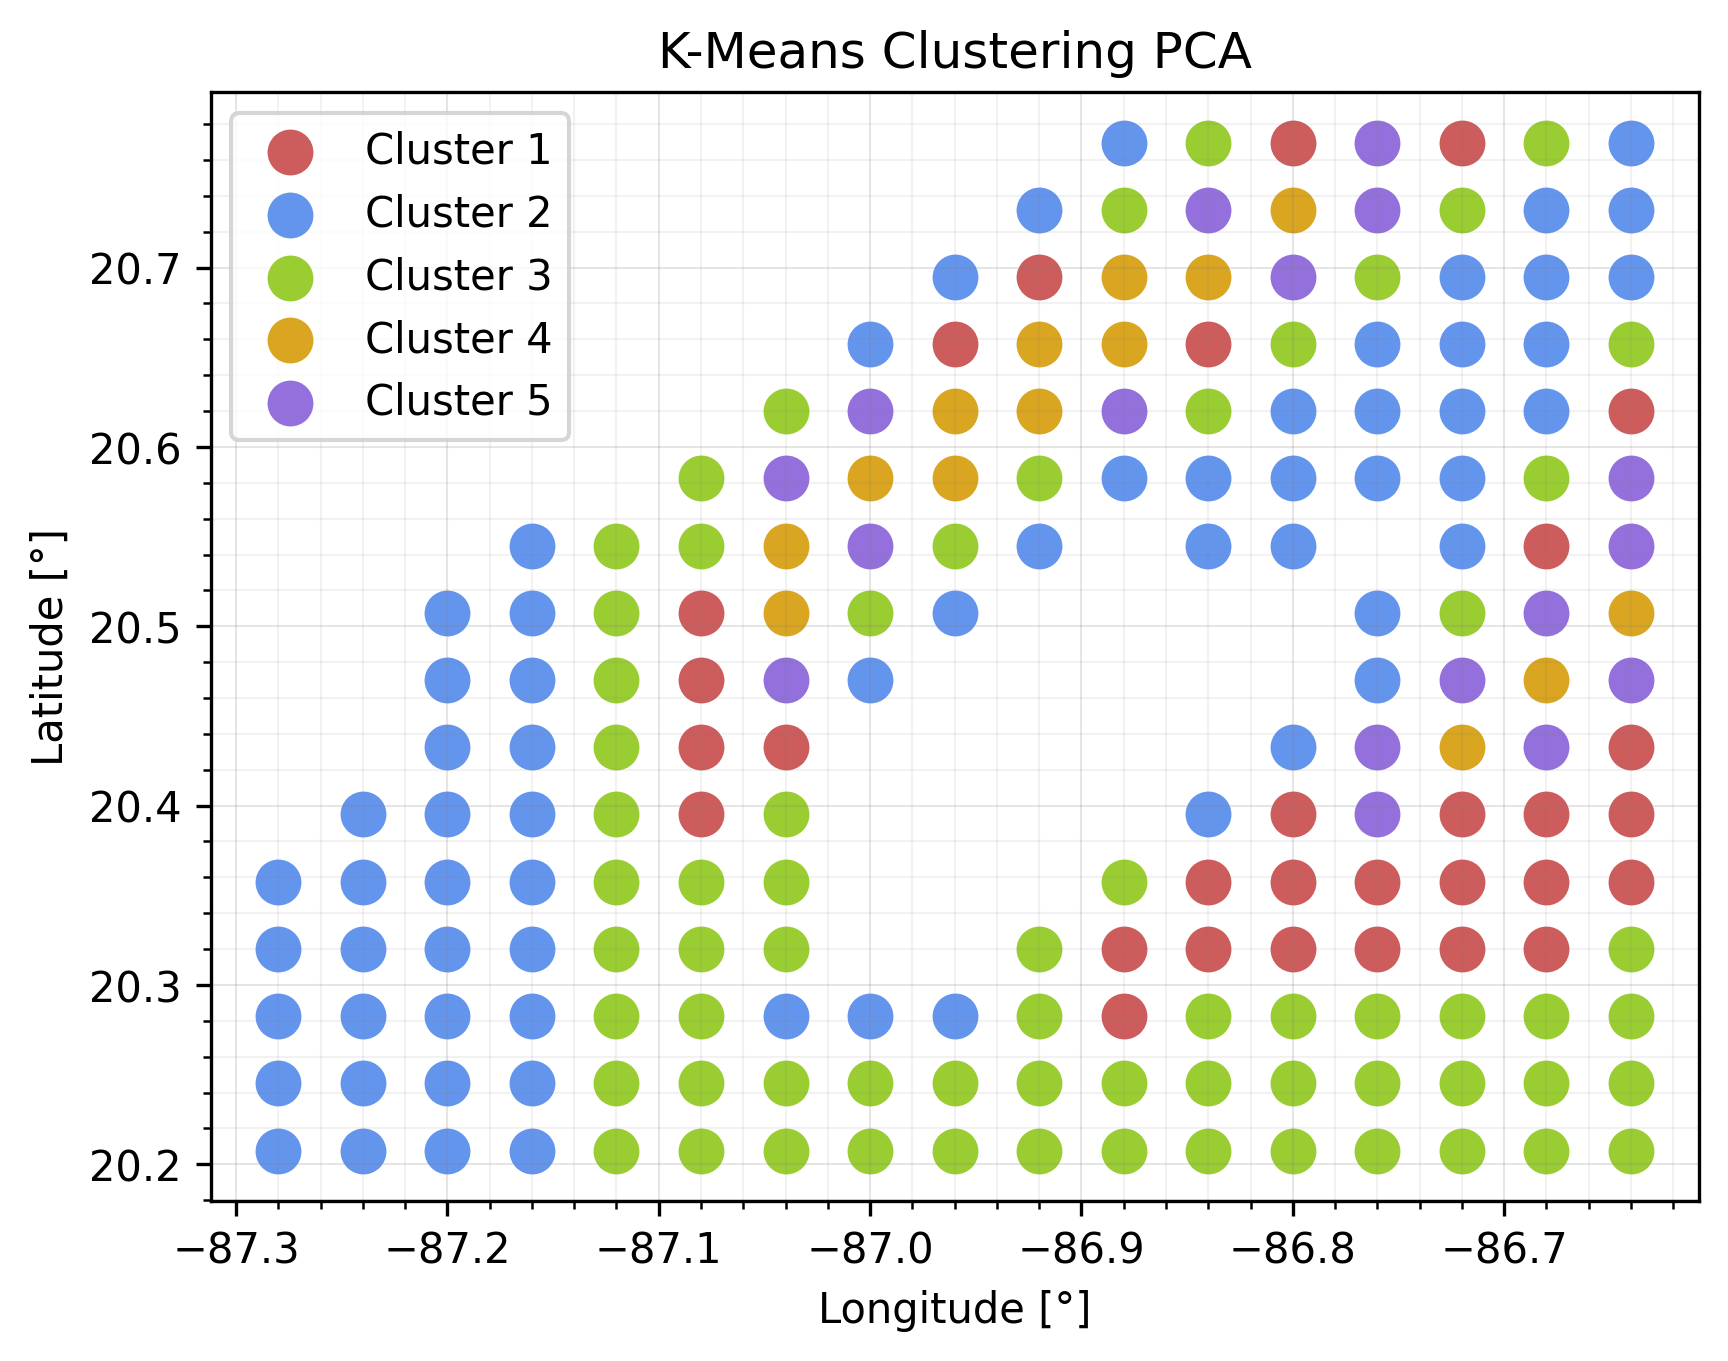 K-Means Clustering PCA
Cluster 1
Cluster 2
Cluster 3
Cluster 4
Cluster 5
20.7
20.6
20.5
20.4
20.3
20.2
Latitude [°]
−87.3 −87.2 −87.1 −87.0 −86.9 −86.8 −86.7
Longitude [°]